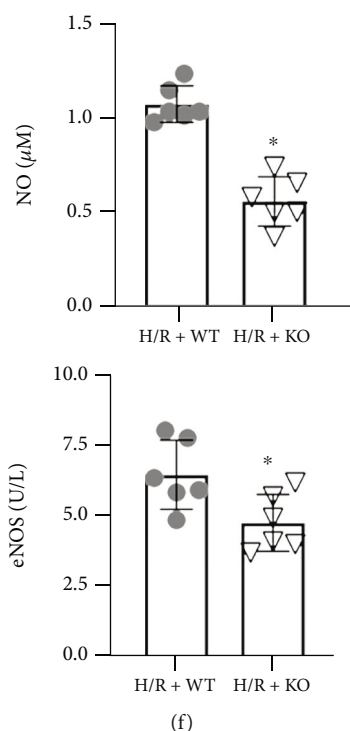 1.5
1.0
0.5
0.0
NO (μM)
*
H/R + WT H/R + KO
10.0
7.5
5.0
2.5
0.0
eNOS (U/L)
*
H/R + WT H/R + KO
(f)